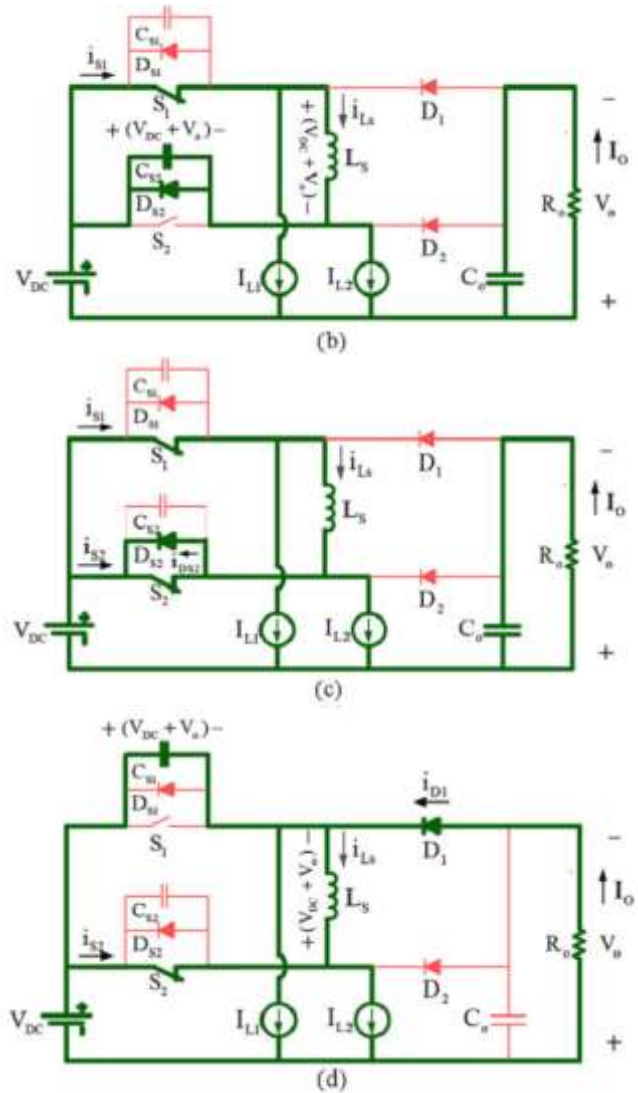 C_S1
i_S1
D_S1
S_1
D_1
+ (V_DC + V_o) −
+ (V_DC + V_o) −
i_Ls
L_S
−
I_o
C_S2
D_S2
S_2
D_2
R_o
V_o
V_DC
+
I_L1
I_L2
C_o
+
(b)
C_S1
i_S1
D_S1
S_1
D_1
i_Ls
L_S
−
I_o
C_S2
i_S2
D_S2
i_DS2
S_2
D_2
R_o
V_o
V_DC
+
I_L1
I_L2
C_o
+
(c)
+ (V_DC + V_o) −
C_S1
D_S1
S_1
i_D1
D_1
+ (V_DC + V_o) −
i_Ls
L_S
−
I_o
C_S2
i_S2
D_S2
S_2
D_2
R_o
V_o
V_DC
+
I_L1
I_L2
C_o
+
(d)